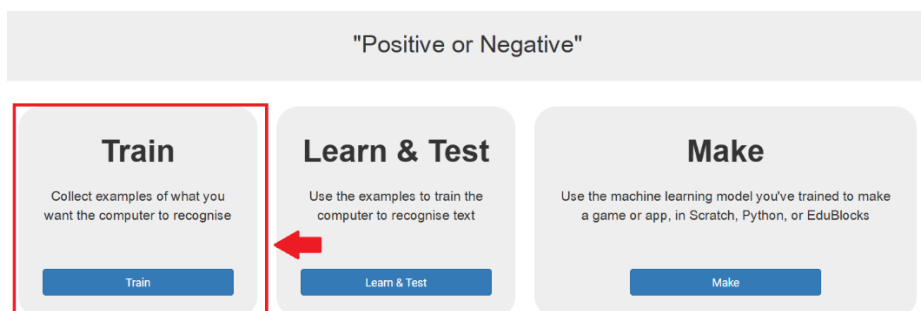 "Positive or Negative"
Train
Collect examples of what you
want the computer to recognise
Train
Learn & Test
Use the examples to train the
computer to recognise text
Learn & Test
Make
Use the machine learning model you've trained to make
a game or app, in Scratch, Python, or EduBlocks
Make